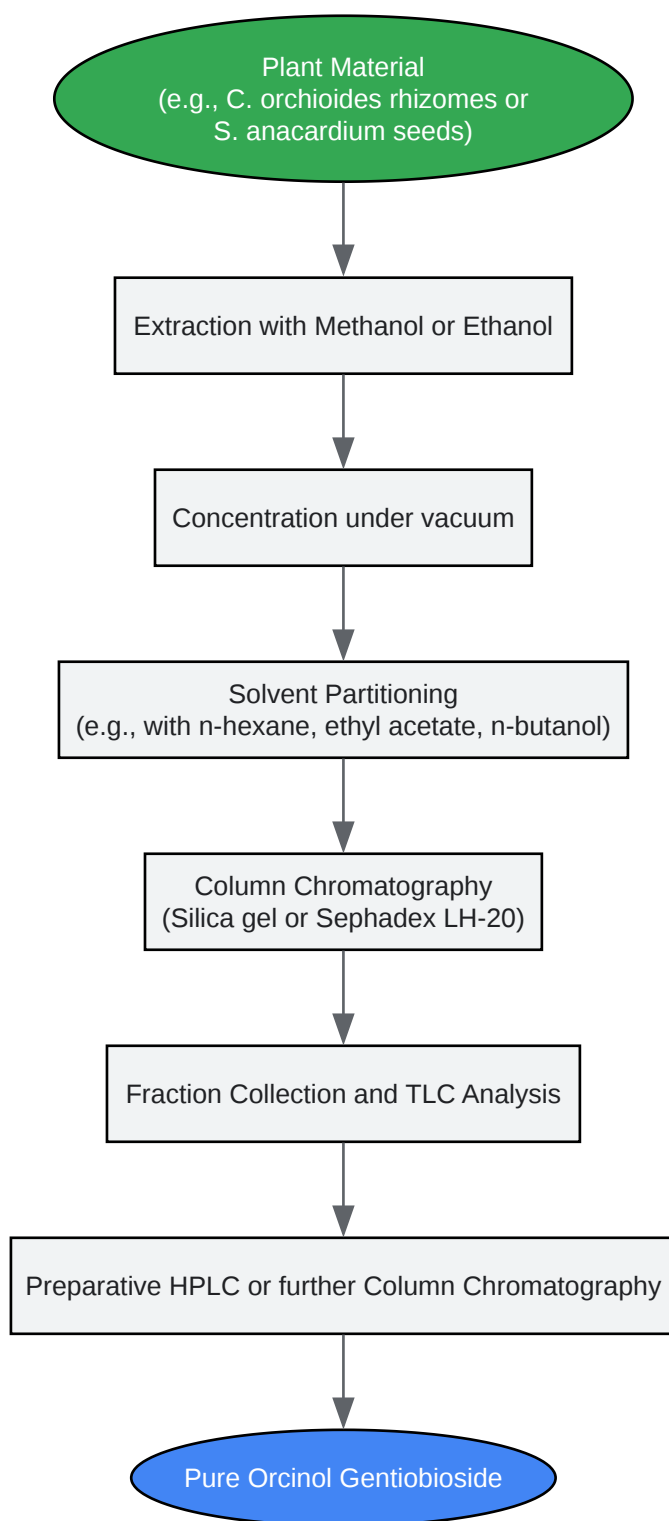 Plant Material
(e.g., C. orchioides rhizomes or
S. anacardium seeds)
Extraction with Methanol or Ethanol
Concentration under vacuum
Solvent Partitioning
(e.g., with n-hexane, ethyl acetate, n-butanol)
Column Chromatography
(Silica gel or Sephadex LH-20)
Fraction Collection and TLC Analysis
Preparative HPLC or further Column Chromatography
Pure Orcinol Gentiobioside